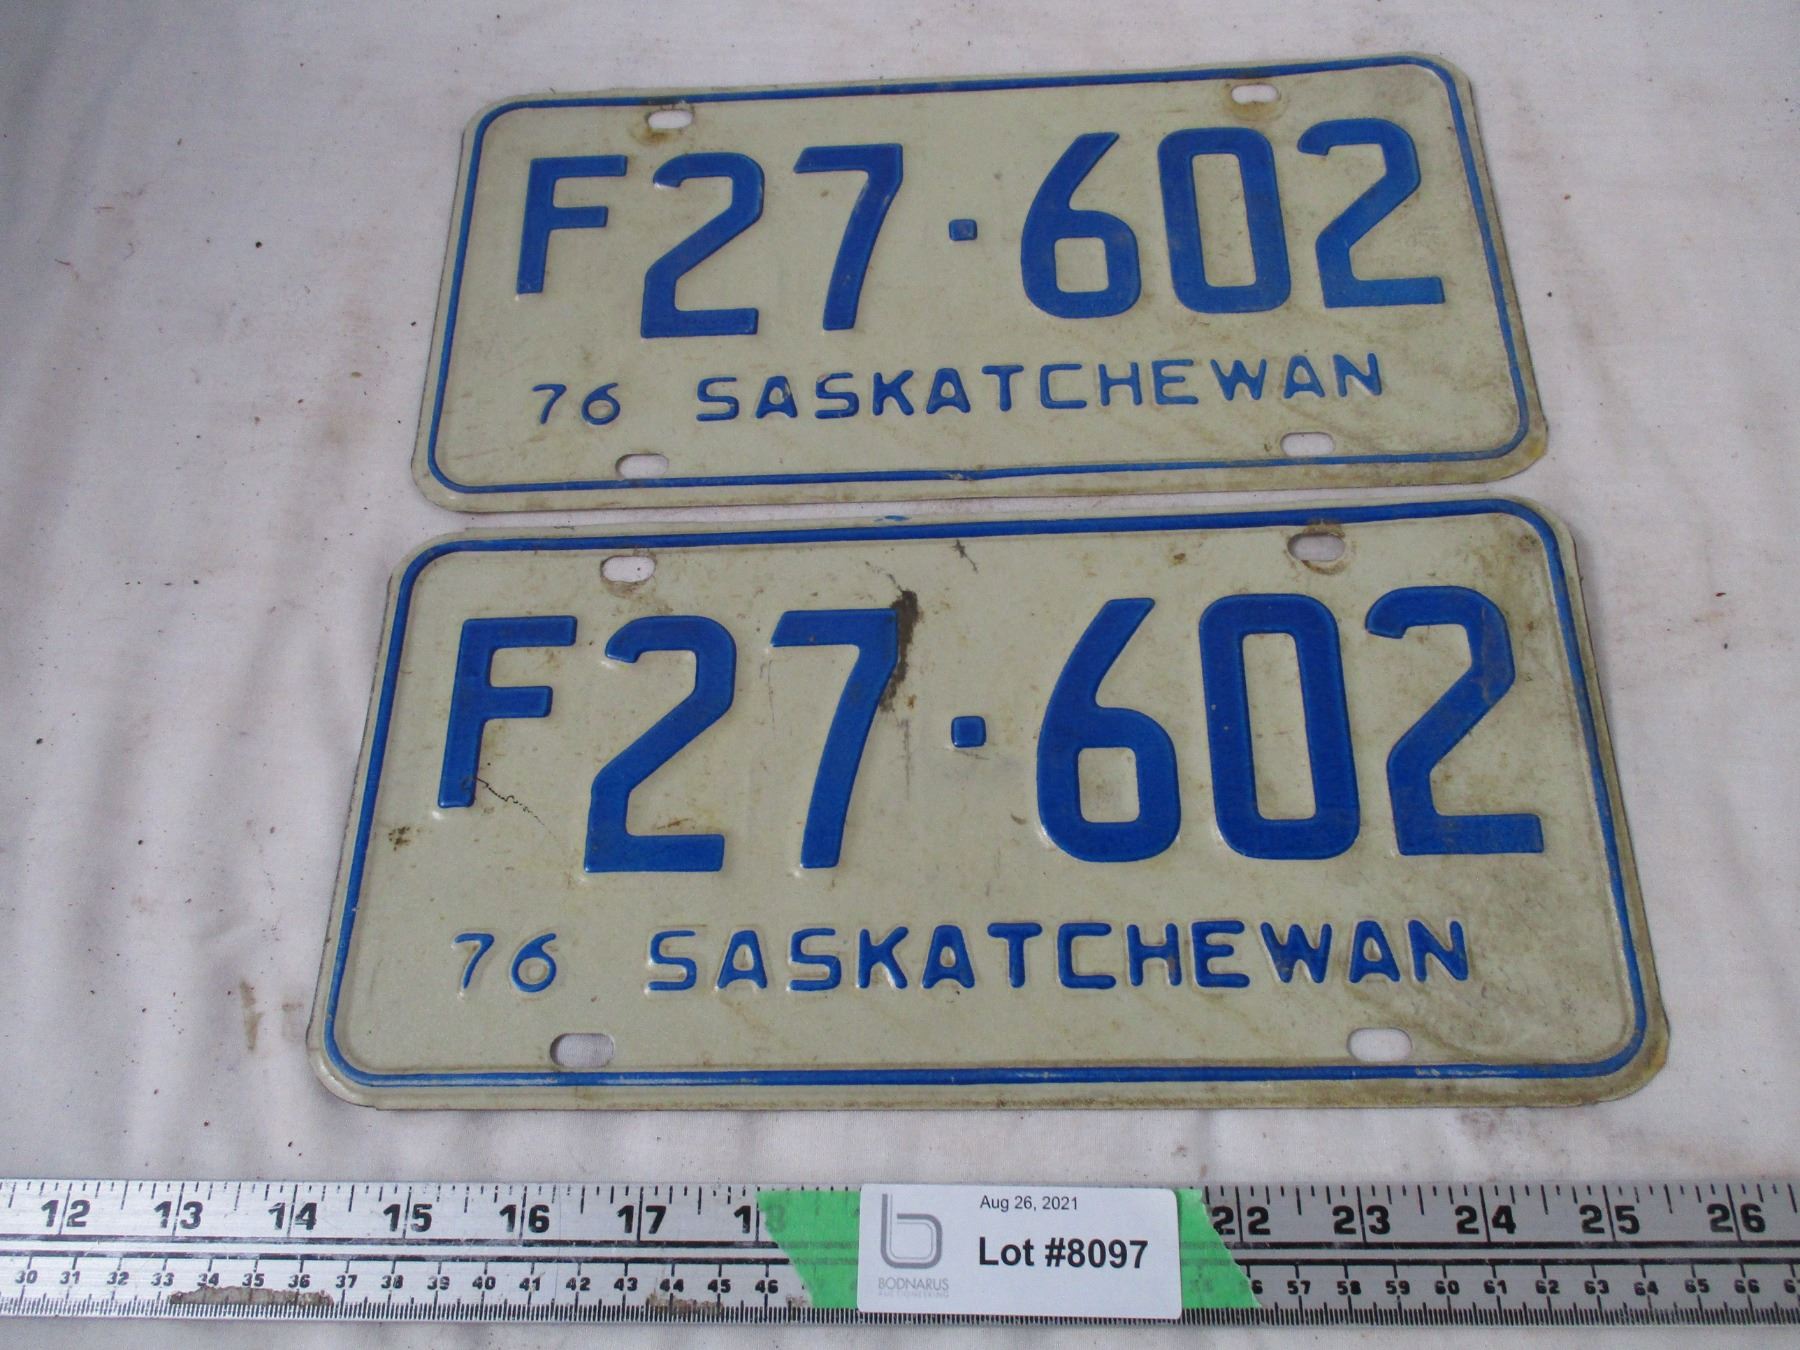 F27·602
76 SASKATCHEWAN
F27·602
76 SASKATCHEWAN
12 13 14 15 16 17 18 22 23 24 25 26
Aug 26, 2021
Lot #8097
BODNARUS
AUCTIONEERING
30 31 32 33 34 35 36 37 38 39 40 41 42 43 44 45 46 57 58 59 60 61 62 63 64 65 66